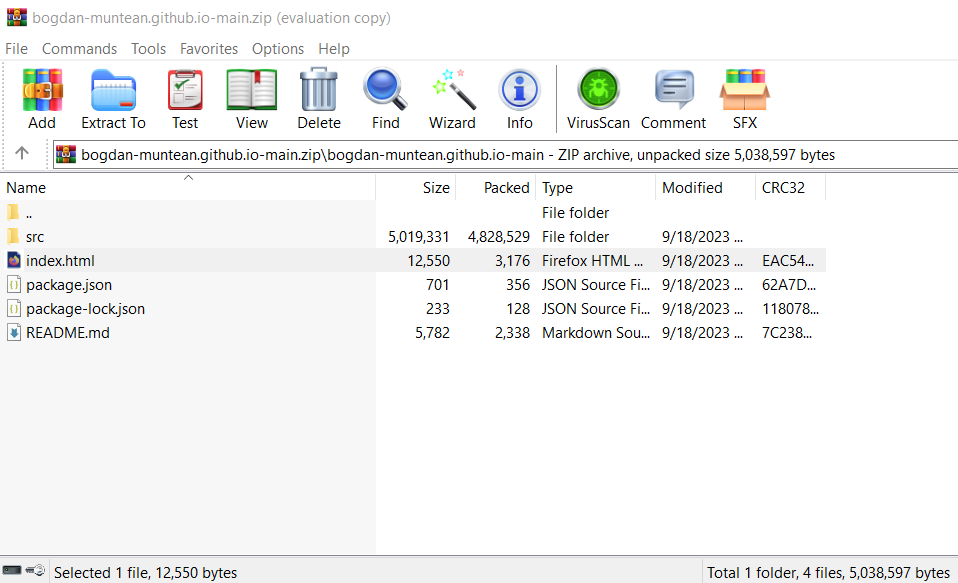 bogdan-muntean.github.io-main.zip (evaluation copy)
File Commands Tools Favorites Options Help
Add Extract To Test View Delete Find Wizard Info VirusScan Comment SFX
bogdan-muntean.github.io-main.zip\bogdan-muntean.github.io-main - ZIP archive, unpacked size 5,038,597 bytes
Name Size Packed Type Modified CRC32
.. File folder
src 5,019,331 4,828,529 File folder 9/18/2023 ...
index.html 12,550 3,176 Firefox HTML ... 9/18/2023 ... EAC54...
package.json 701 356 JSON Source Fi... 9/18/2023 ... 62A7D...
package-lock.json 233 128 JSON Source Fi... 9/18/2023 ... 118078...
README.md 5,782 2,338 Markdown Sou... 9/18/2023 ... 7C238...
Selected 1 file, 12,550 bytes Total 1 folder, 4 files, 5,038,597 bytes